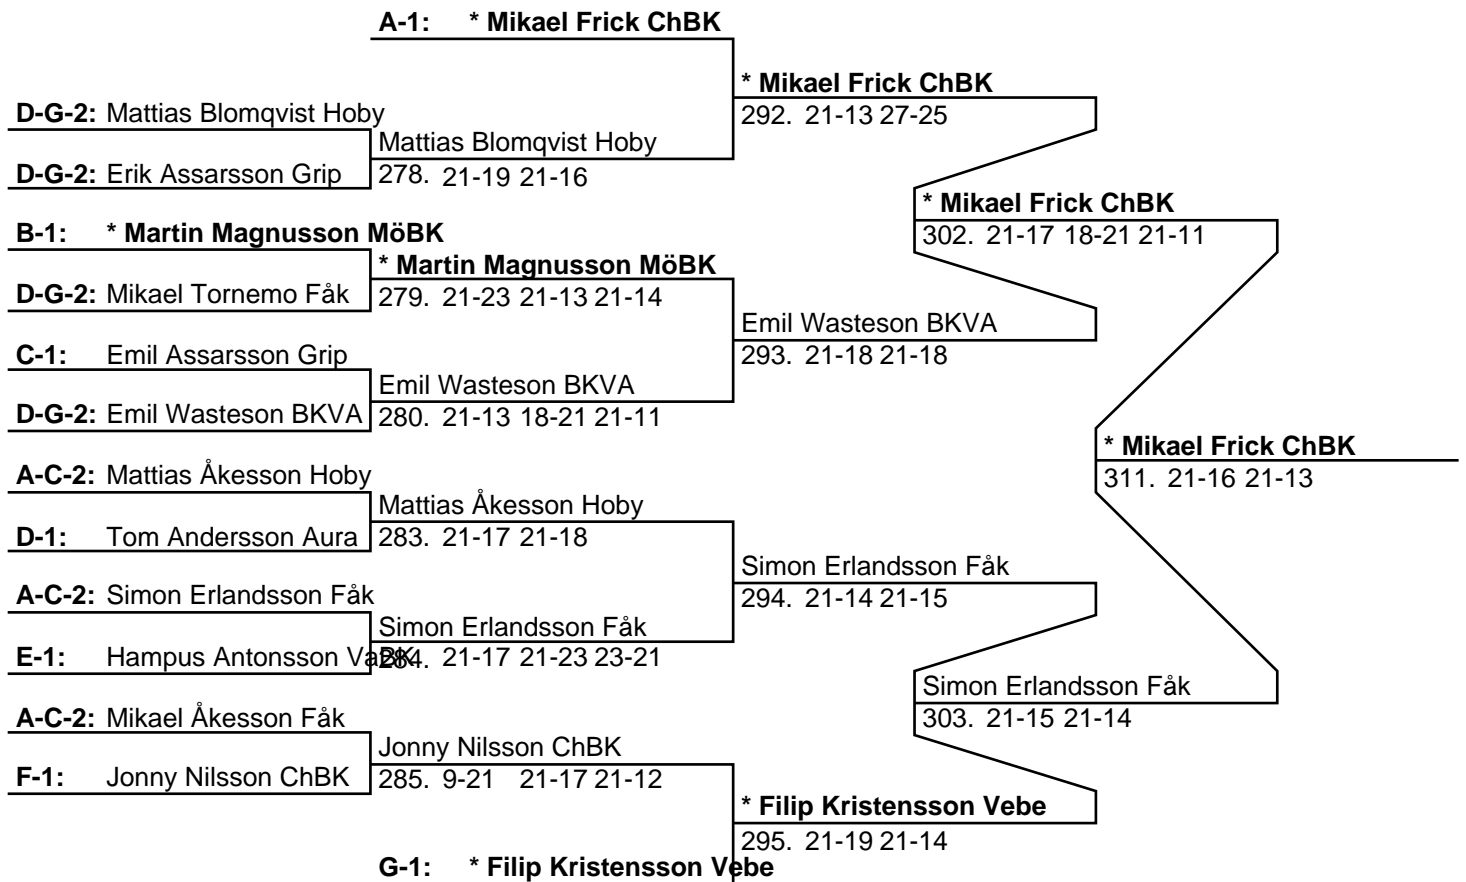 A-1: * Mikael Frick ChBK
* Mikael Frick ChBK
D-G-2: Mattias Blomqvist Hoby
292. 21-13 27-25
Mattias Blomqvist Hoby
D-G-2: Erik Assarsson Grip
278. 21-19 21-16
* Mikael Frick ChBK
B-1: * Martin Magnusson MöBK
302. 21-17 18-21 21-11
* Martin Magnusson MöBK
D-G-2: Mikael Tornemo Fåk
279. 21-23 21-13 21-14
Emil Wasteson BKVA
C-1: Emil Assarsson Grip
293. 21-18 21-18
Emil Wasteson BKVA
D-G-2: Emil Wasteson BKVA
280. 21-13 18-21 21-11
* Mikael Frick ChBK
A-C-2: Mattias Åkesson Hoby
311. 21-16 21-13
Mattias Åkesson Hoby
D-1: Tom Andersson Aura
283. 21-17 21-18
Simon Erlandsson Fåk
A-C-2: Simon Erlandsson Fåk
294. 21-14 21-15
Simon Erlandsson Fåk
E-1: Hampus Antonsson VaBK
284. 21-17 21-23 23-21
Simon Erlandsson Fåk
A-C-2: Mikael Åkesson Fåk
303. 21-15 21-14
Jonny Nilsson ChBK
F-1: Jonny Nilsson ChBK
285. 9-21 21-17 21-12
* Filip Kristensson Vebe
295. 21-19 21-14
G-1: * Filip Kristensson Vebe